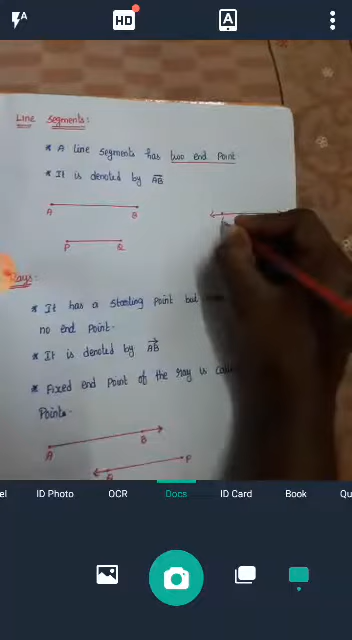 HD
A
Line Segments:
* A line segments has two end Point
* It is denoted by AB
A B
P Q
Rays:
* It has a starting point but
no end point.
* It is denoted by AB
* Fixed end point of the ray is
Point.
A B
Q P
ID Photo OCR Docs ID Card Book